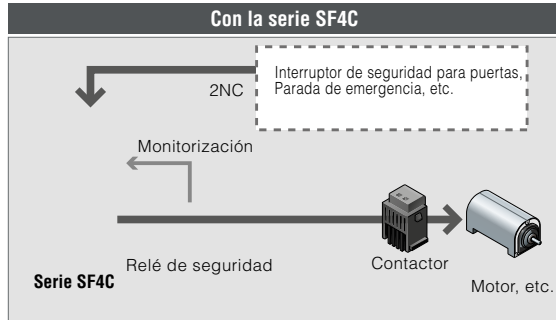 Con la serie SF4C
Interruptor de seguridad para puertas,
Parada de emergencia, etc.
2NC
Monitorización
Relé de seguridad
Contactor
Serie SF4C
Motor, etc.